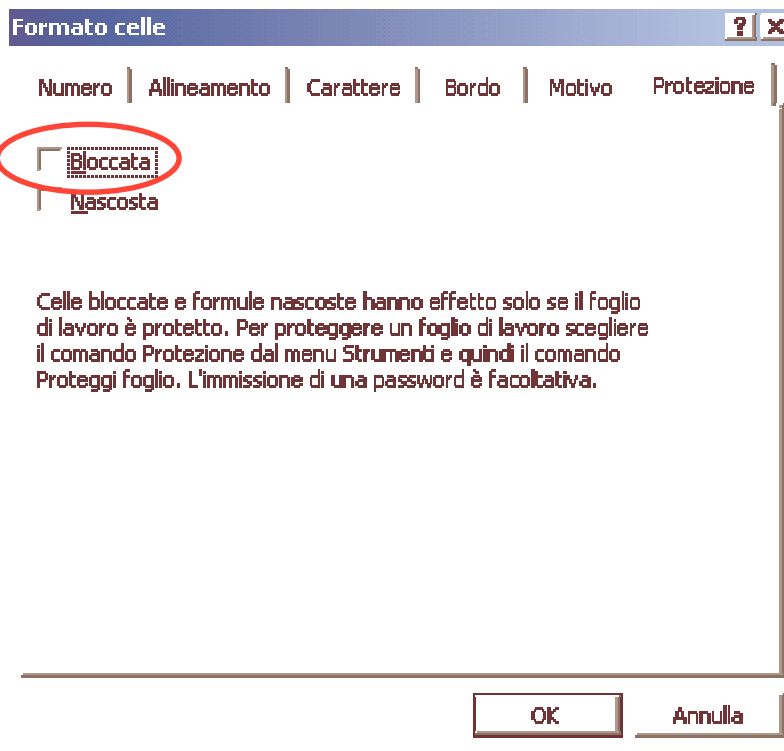 Formato celle
Numero Allineamento Carattere Bordo Motivo Protezione
Bloccata
Nascosta
Celle bloccate e formule nascoste hanno effetto solo se il foglio
di lavoro è protetto. Per proteggere un foglio di lavoro scegliere
il comando Protezione dal menu Strumenti e quindi il comando
Proteggi foglio. L'immissione di una password è facoltativa.
OK Annulla